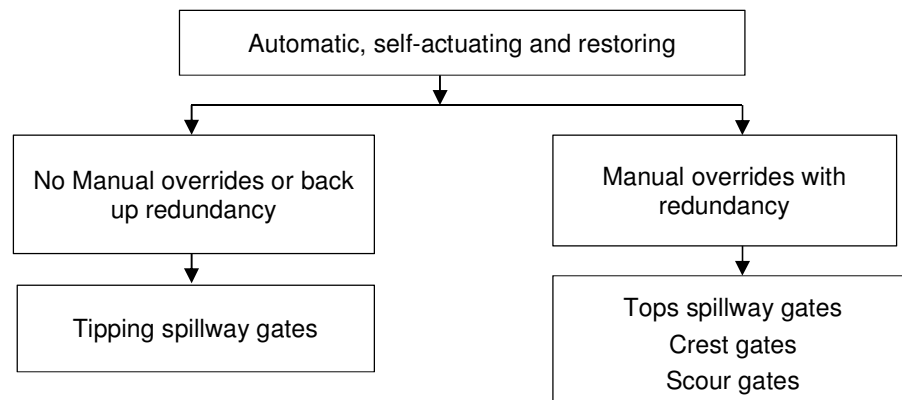 Automatic, self-actuating and restoring
No Manual overrides or back
up redundancy
Manual overrides with
redundancy
Tipping spillway gates
Tops spillway gates
Crest gates
Scour gates